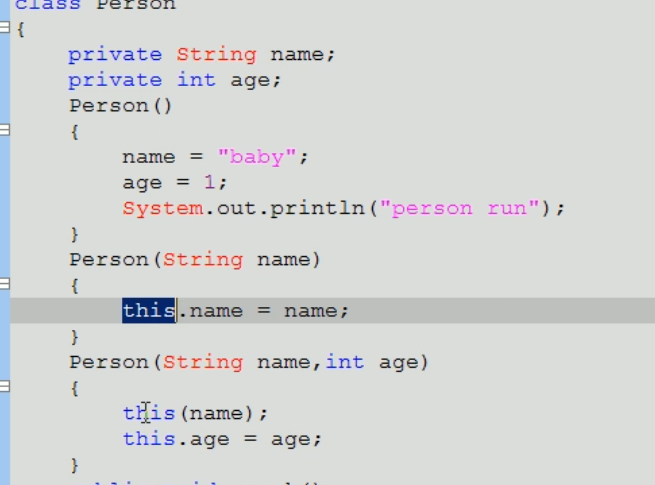 class Person
{
private String name;
private int age;
Person()
{
name = "baby";
age = 1;
System.out.println("person run");
}
Person(String name)
{
this.name = name;
}
Person(String name,int age)
{
this(name);
this.age = age;
}